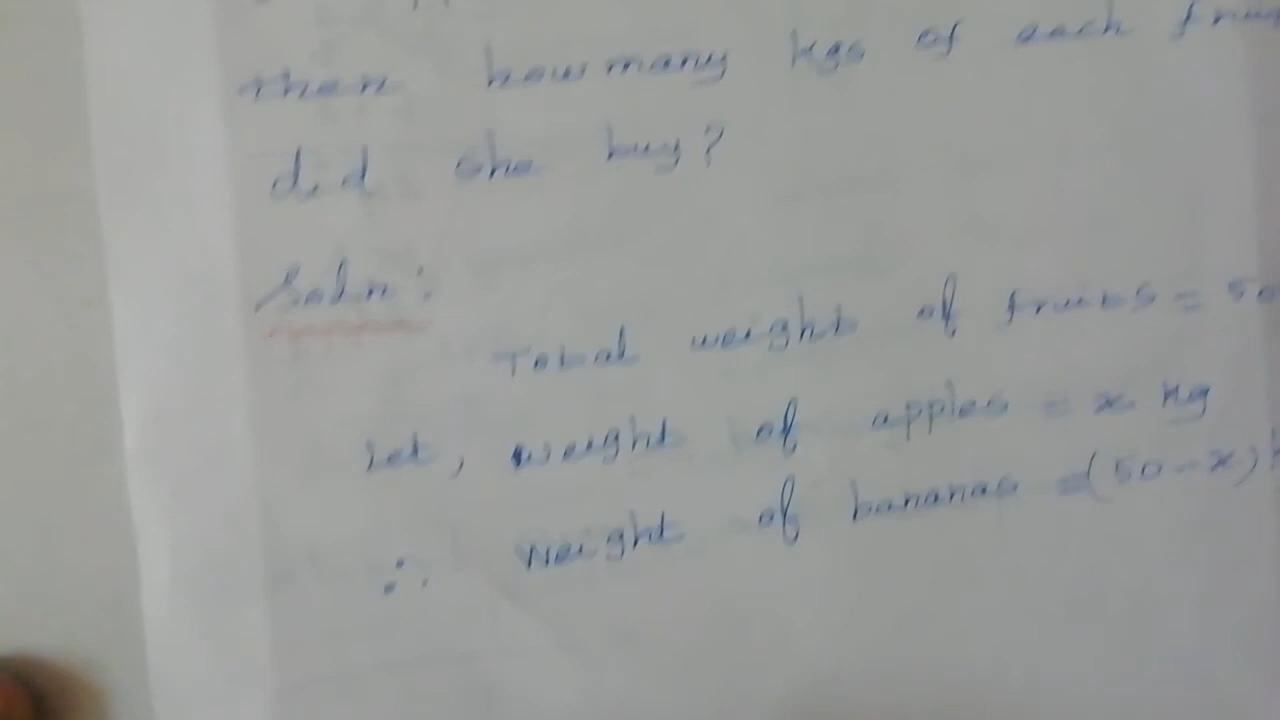 then how many kgs of each
did she buy?
Soln:
Total weight of fruits = 50
Let, weight of apples = x kg
∴ Weight of bananas = (50 - x)